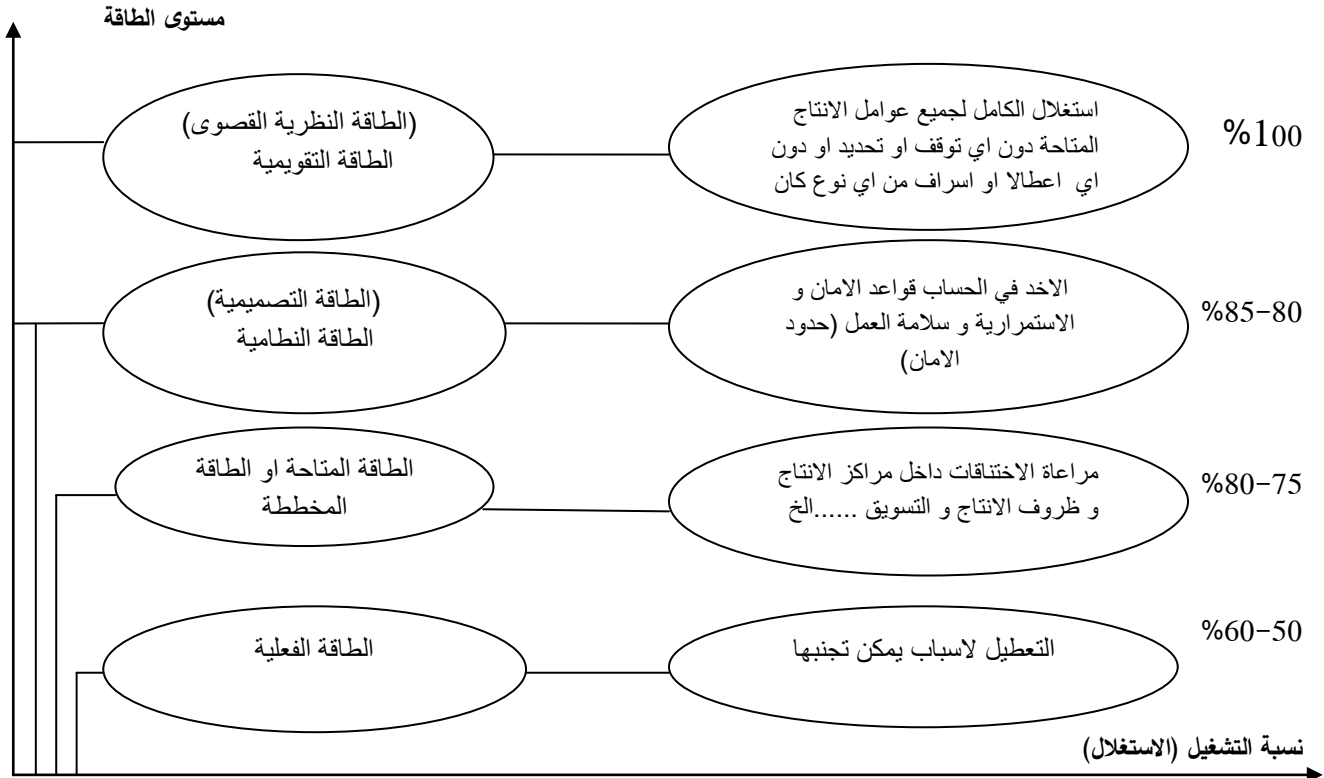 مستوى الطاقة
(الطاقة النظرية القصوى)
الطاقة التقويمية
استغلال الكامل لجميع عوامل الانتاج
المتاحة دون اي توقف او تحديد او دون
اي اعطالا او اسراف من اي نوع كان
%100
(الطاقة التصميمية)
الطاقة النطامية
الاخد في الحساب قواعد الامان و
الاستمرارية و سلامة العمل (حدود
الامان)
%85-80
الطاقة المتاحة او الطاقة
المخططة
مراعاة الاختناقات داخل مراكز الانتاج
و ظروف الانتاج و التسويق ......الخ
%80-75
الطاقة الفعلية
التعطيل لاسباب يمكن تجنبها
%60-50
نسبة التشغيل (الاستغلال)